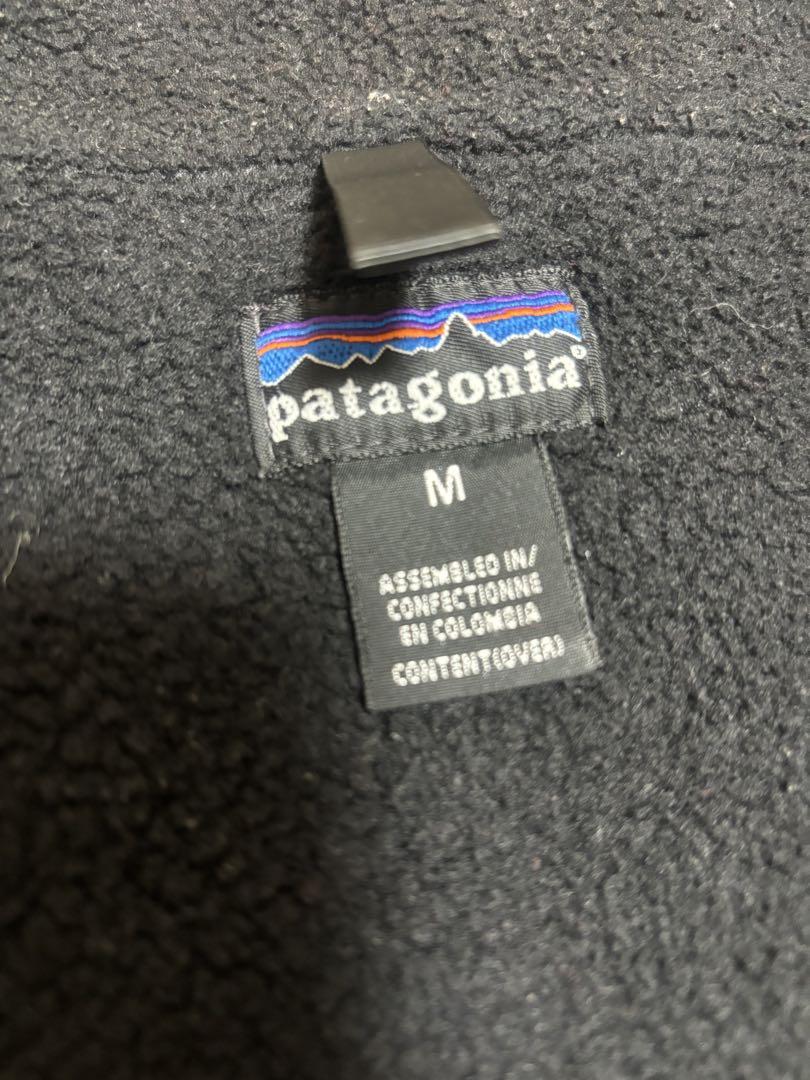 patagonia®
M
ASSEMBLED IN/
CONFECTIONNE
EN COLOMBIA
CONTENT(OVER)